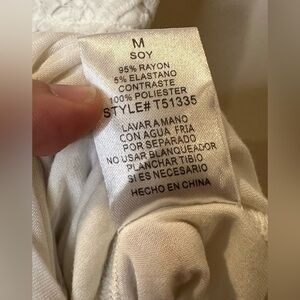 M
SOY
95% RAYON
5% ELASTANO
CONTRASTE
100% POLIESTER
STYLE# T51335
LAVAR A MANO
CON AGUA FRIA
POR SEPARADO
NO USAR BLANQUEADOR
PLANCHAR TIBIO
SI ES NECESARIO
HECHO EN CHINA